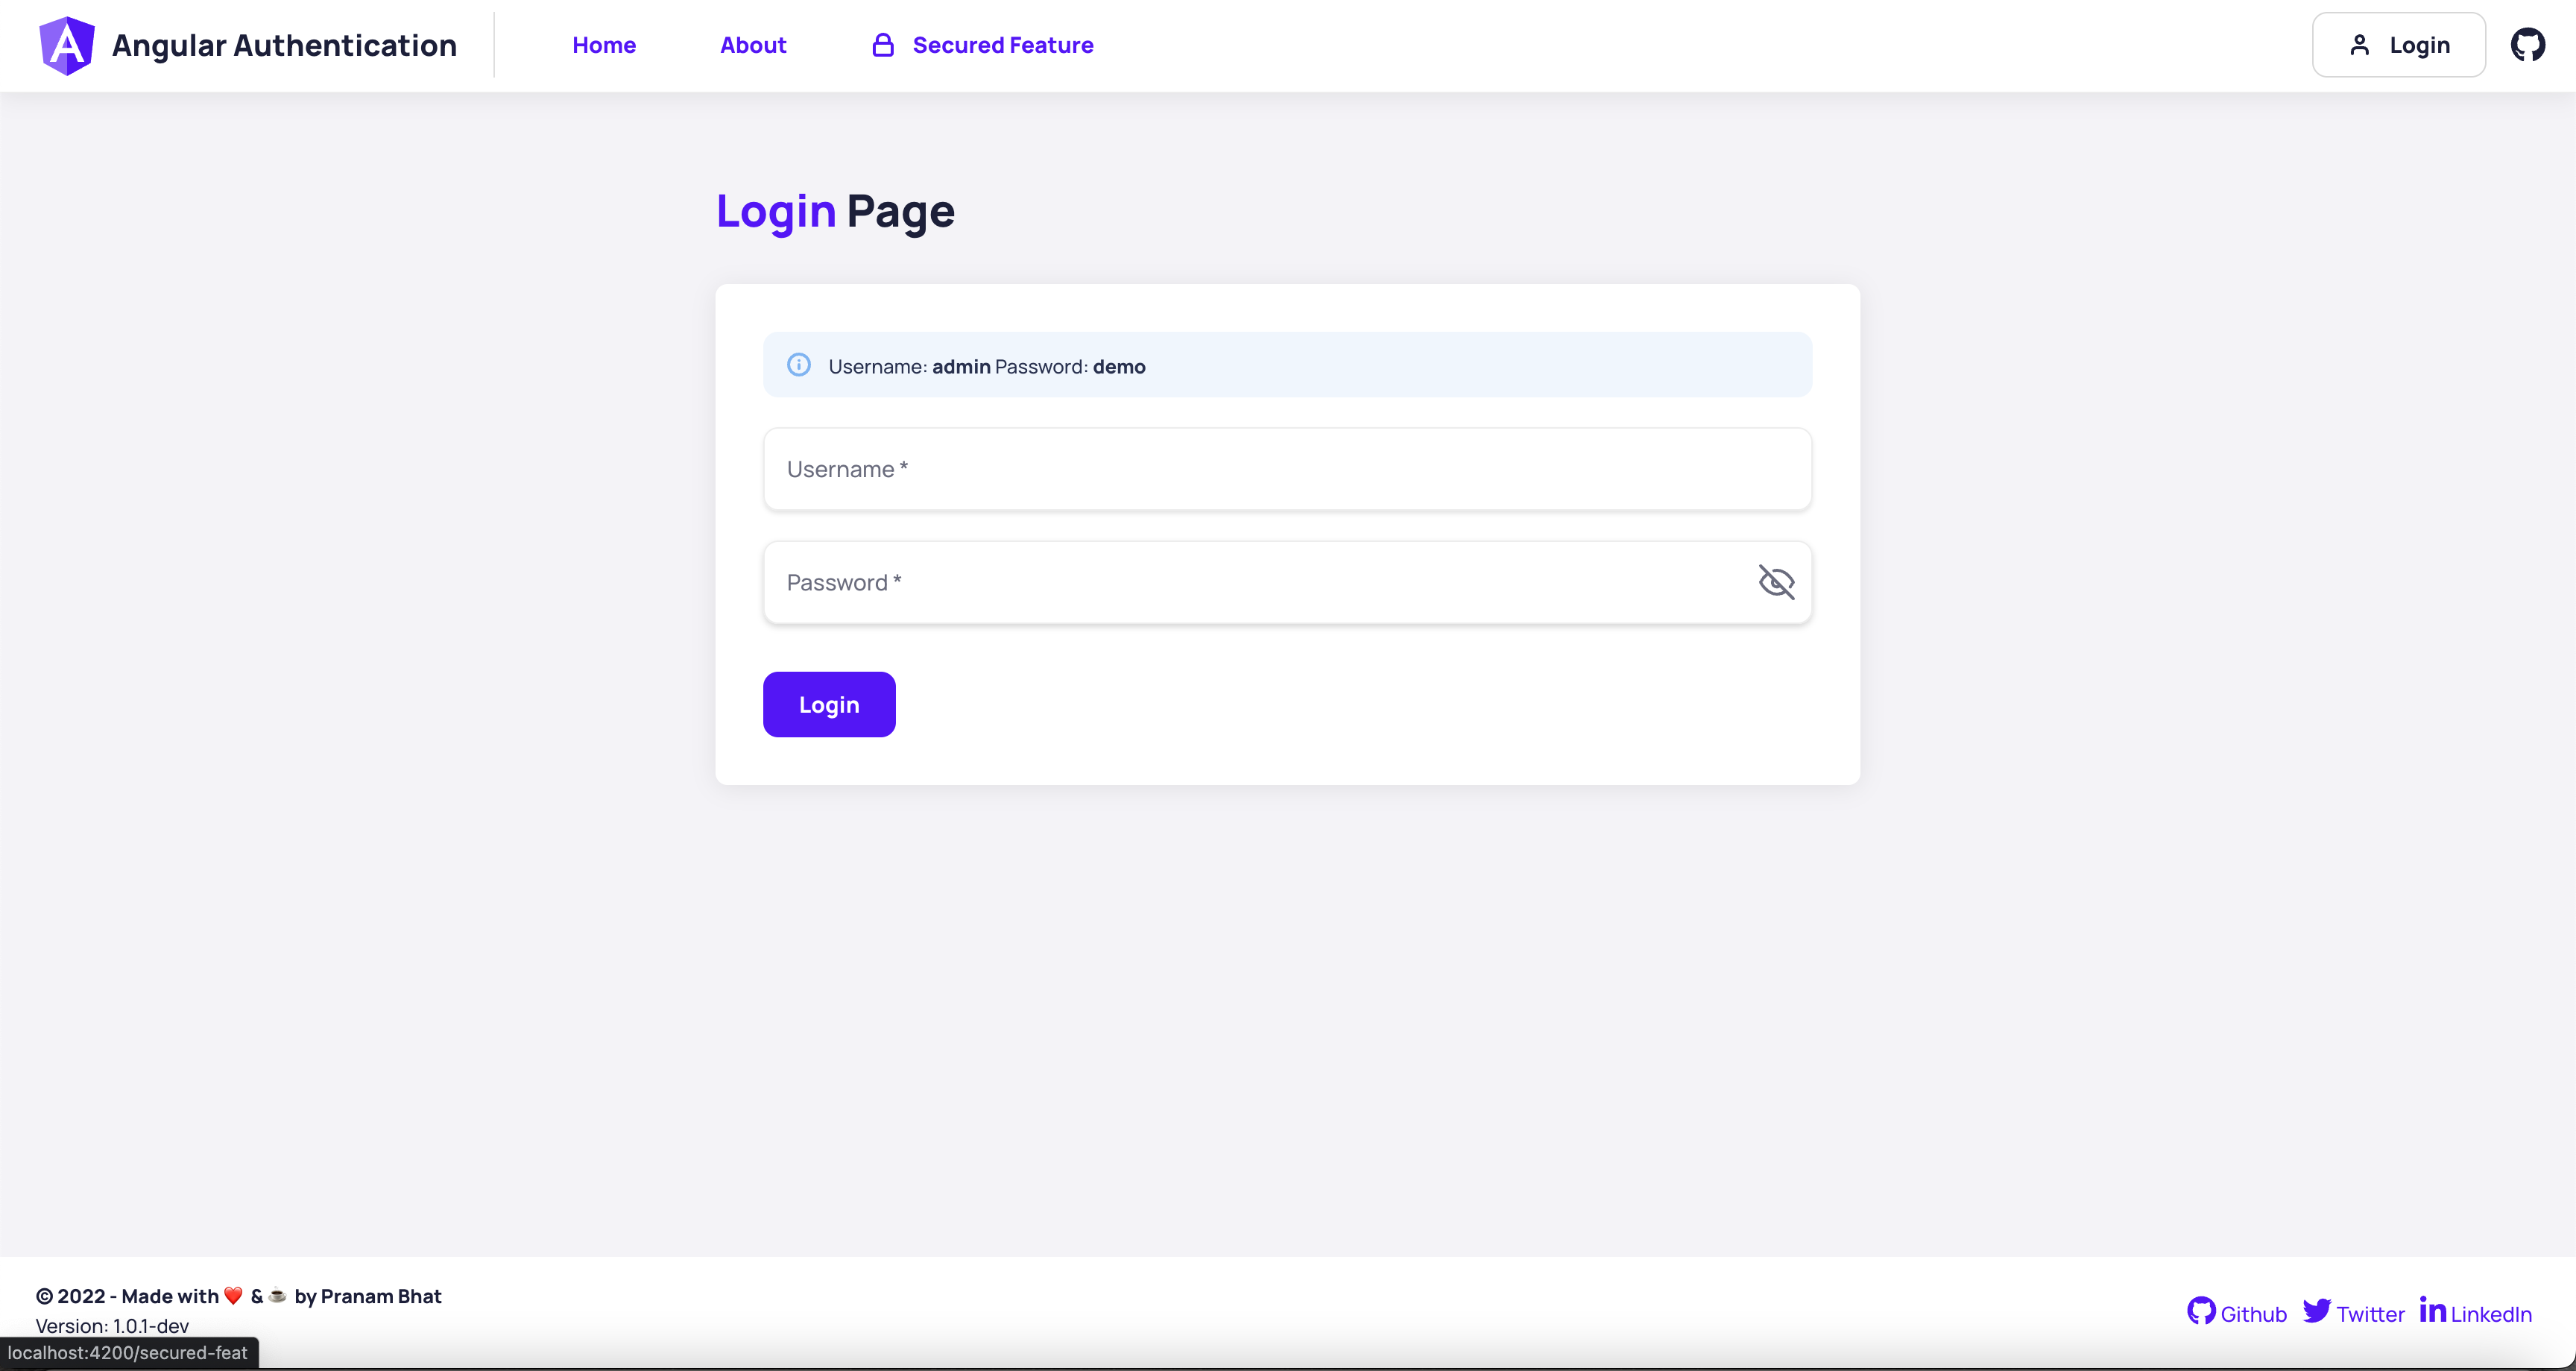 Angular Authentication Home About Secured Feature Login
Login Page
Username: admin Password: demo
Username *
Password *
Login
© 2022 - Made with ❤️ & ☕ by Pranam Bhat
Version: 1.0.1-dev
Github Twitter LinkedIn
localhost:4200/secured-feat